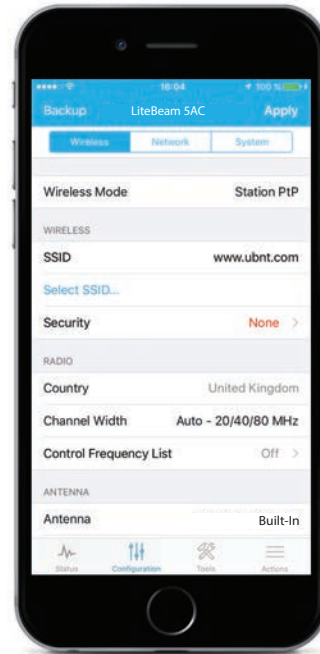 16:04
100 %
Backup
LiteBeam 5AC
Apply
Wireless
Network
System
Wireless Mode
Station PtP
WIRELESS
SSID
www.ubnt.com
Select SSID...
Security
None
RADIO
Country
United Kingdom
Channel Width
Auto - 20/40/80 MHz
Control Frequency List
Off
ANTENNA
Antenna
Built-In
Status
Configuration
Tools
Actions